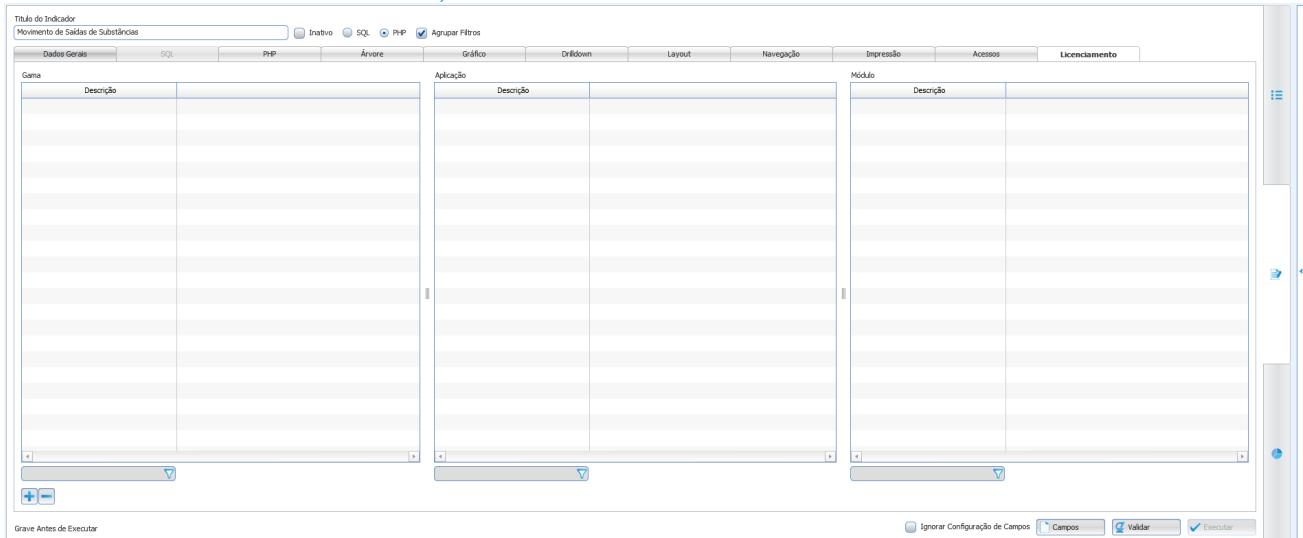 Titulo do Indicador
Movimento de Saídas de Substâncias
Inativo SQL PHP Agrupar Filtros
Dados Gerais SQL PHP Árvore Gráfico Drilldown Layout Navegação Impressão Acessos Licenciamento
Gama Aplicação Módulo
Descrição Descrição Descrição
Grave Antes de Executar Ignorar Configuração de Campos Campos Validar Executar